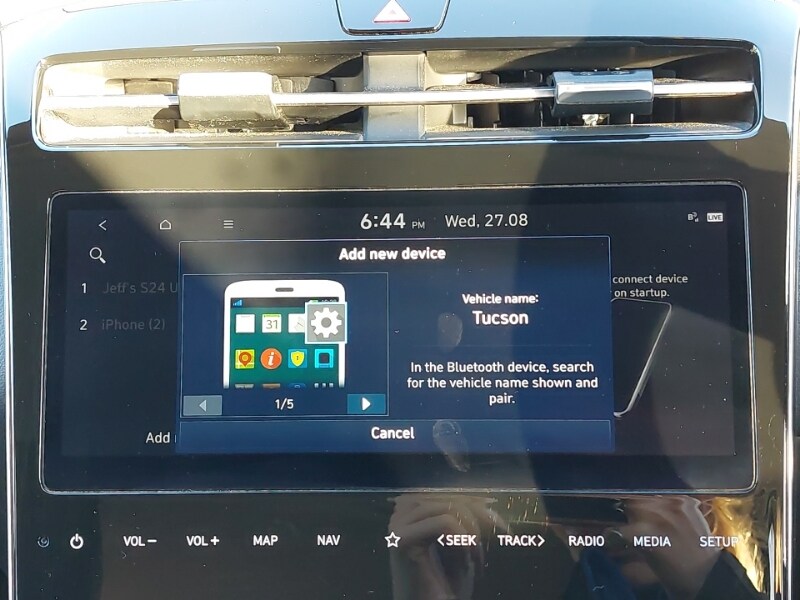 6:44 PM Wed, 27.08
LIVE
Add new device
1 Jeff's S24 U
2 iPhone (2)
connect device
on startup.
31
Vehicle name:
Tucson
In the Bluetooth device, search
for the vehicle name shown and
pair.
1/5
Add
Cancel
VOL− VOL+ MAP NAV <SEEK TRACK> RADIO MEDIA SETUP